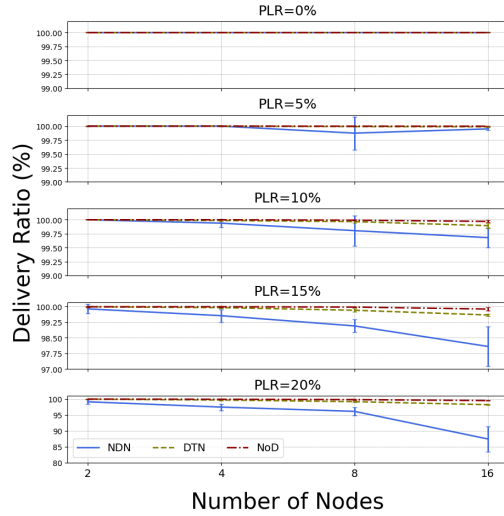 PLR=0%
100.00
99.75
99.50
99.25
99.00
PLR=5%
100.00
99.75
99.50
99.25
99.00
PLR=10%
100.00
99.75
99.50
99.25
99.00
PLR=15%
100.00
99.25
98.50
97.75
97.00
PLR=20%
100
95
90
85
80
NDN DTN NoD
2 4 8 16
Number of Nodes
Delivery Ratio (%)